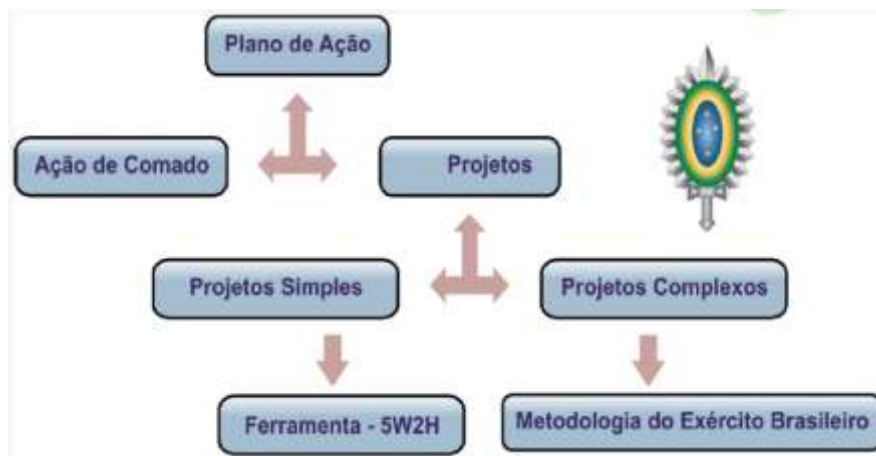 Plano de Ação
Ação de Comado
Projetos
Projetos Simples
Projetos Complexos
Ferramenta - 5W2H
Metodologia do Exército Brasileiro